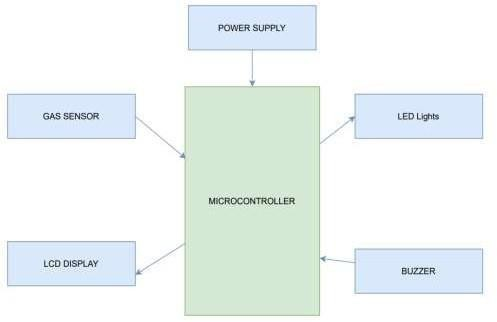 POWER SUPPLY
GAS SENSOR
LED Lights
MICROCONTROLLER
LCD DISPLAY
BUZZER